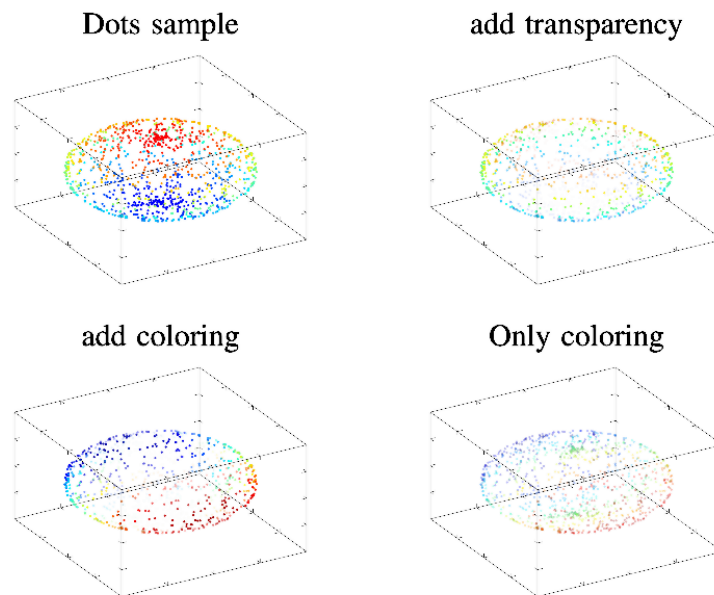 Dots sample
add transparency
add coloring
Only coloring